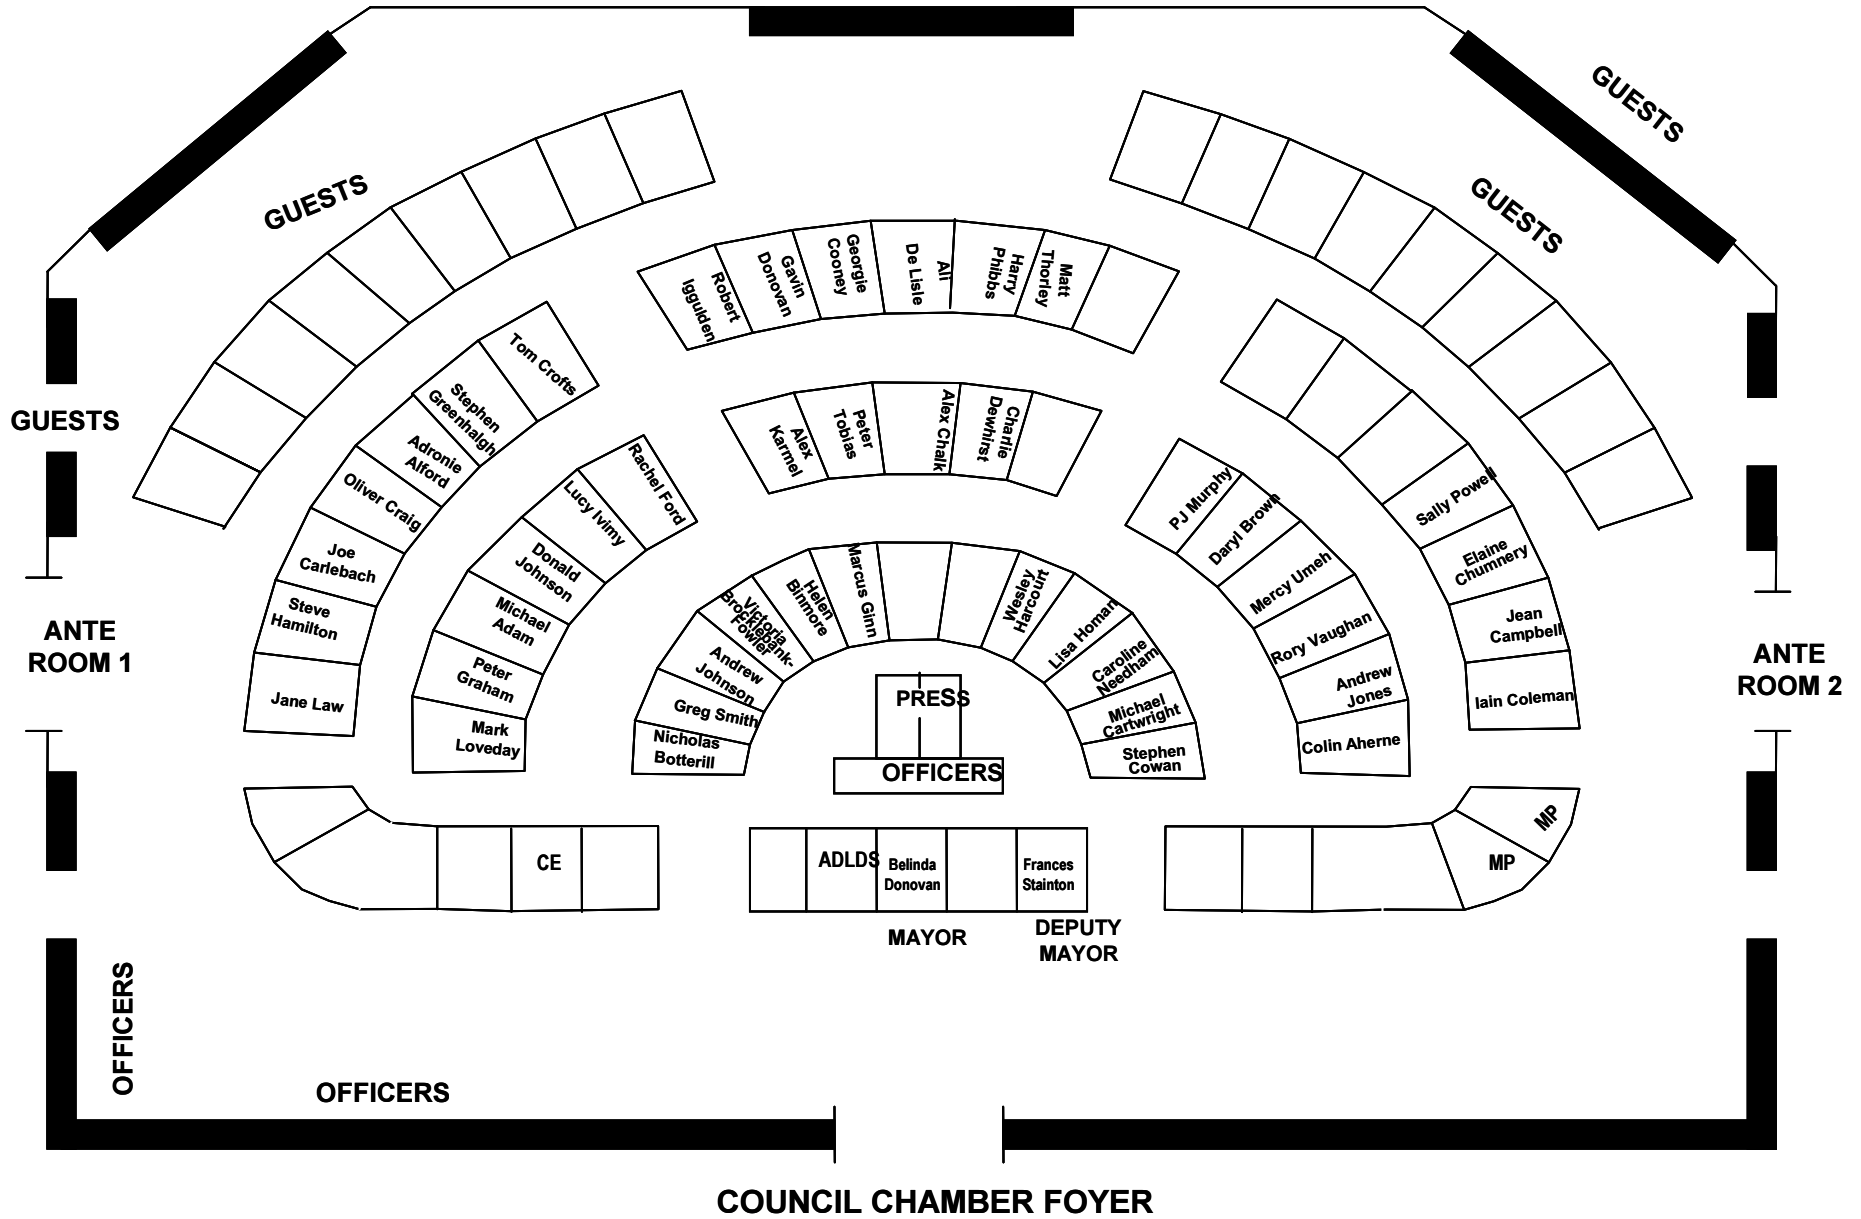 GUESTS
GUESTS
GUESTS
GUESTS
Robert
Iggulden
Gavin
Donovan
Georgie
Cooney
Ali
De Lisle
Harry
Phibbs
Matt
Thorley
Tom Crofts
Stephen
Greenhalgh
Adronie
Alford
Oliver Craig
Joe
Carlebach
Steve
Hamilton
Jane Law
Alex
Karmel
Peter
Tobias
Alex Chalk
Charlie
Dewhirst
Rachel Ford
Lucy Ivimy
Donald
Johnson
Michael
Adam
Peter
Graham
Mark
Loveday
PJ Murphy
Daryl Brown
Mercy Umeh
Rory Vaughan
Andrew
Jones
Colin Aherne
Sally Powell
Elaine
Chumnery
Jean
Campbell
Iain Coleman
Marcus Ginn
Helen
Binmore
Victoria
Brocklebank-
Fowler
Andrew
Johnson
Greg Smith
Nicholas
Botterill
Wesley
Harcourt
Lisa Homan
Caroline
Needham
Michael
Cartwright
Stephen
Cowan
ANTE
ROOM 1
ANTE
ROOM 2
PRESS
OFFICERS
CE
ADLDS
Belinda
Donovan
Frances
Stainton
MP
MP
MAYOR
DEPUTY
MAYOR
OFFICERS
OFFICERS
COUNCIL CHAMBER FOYER